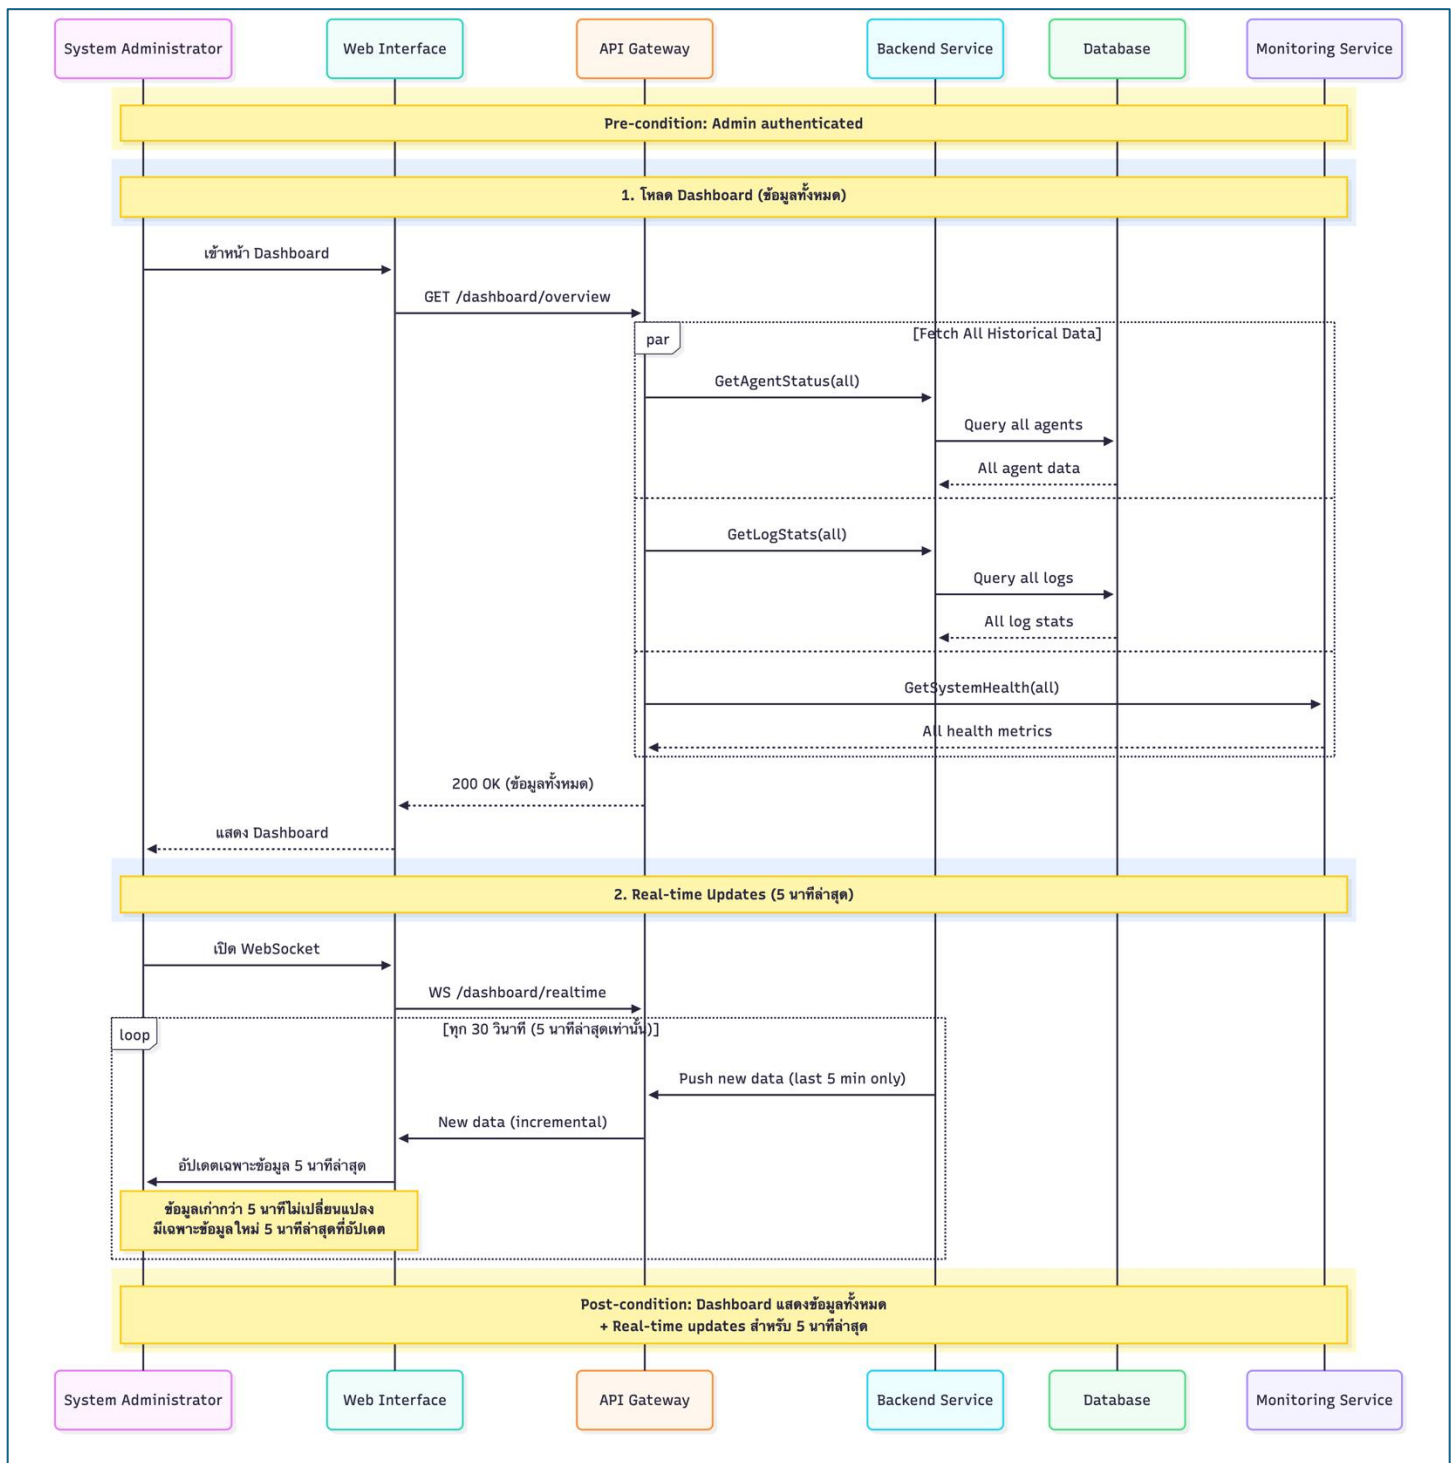 System Administrator
Web Interface
API Gateway
Backend Service
Database
Monitoring Service
Pre-condition: Admin authenticated
1. โหลด Dashboard (ข้อมูลทั้งหมด)
เข้าหน้า Dashboard
GET /dashboard/overview
par
[Fetch All Historical Data]
GetAgentStatus(all)
Query all agents
All agent data
GetLogStats(all)
Query all logs
All log stats
GetSystemHealth(all)
All health metrics
200 OK (ข้อมูลทั้งหมด)
แสดง Dashboard
2. Real-time Updates (5 นาทีล่าสุด)
เปิด WebSocket
WS /dashboard/realtime
loop
[ทุก 30 วินาที (5 นาทีล่าสุดเท่านั้น)]
Push new data (last 5 min only)
New data (incremental)
อัปเดตเฉพาะข้อมูล 5 นาทีล่าสุด
ข้อมูลเก่ากว่า 5 นาทีไม่เปลี่ยนแปลง
มีเฉพาะข้อมูลใหม่ 5 นาทีล่าสุดที่อัปเดต
Post-condition: Dashboard แสดงข้อมูลทั้งหมด
+ Real-time updates สำหรับ 5 นาทีล่าสุด
System Administrator
Web Interface
API Gateway
Backend Service
Database
Monitoring Service